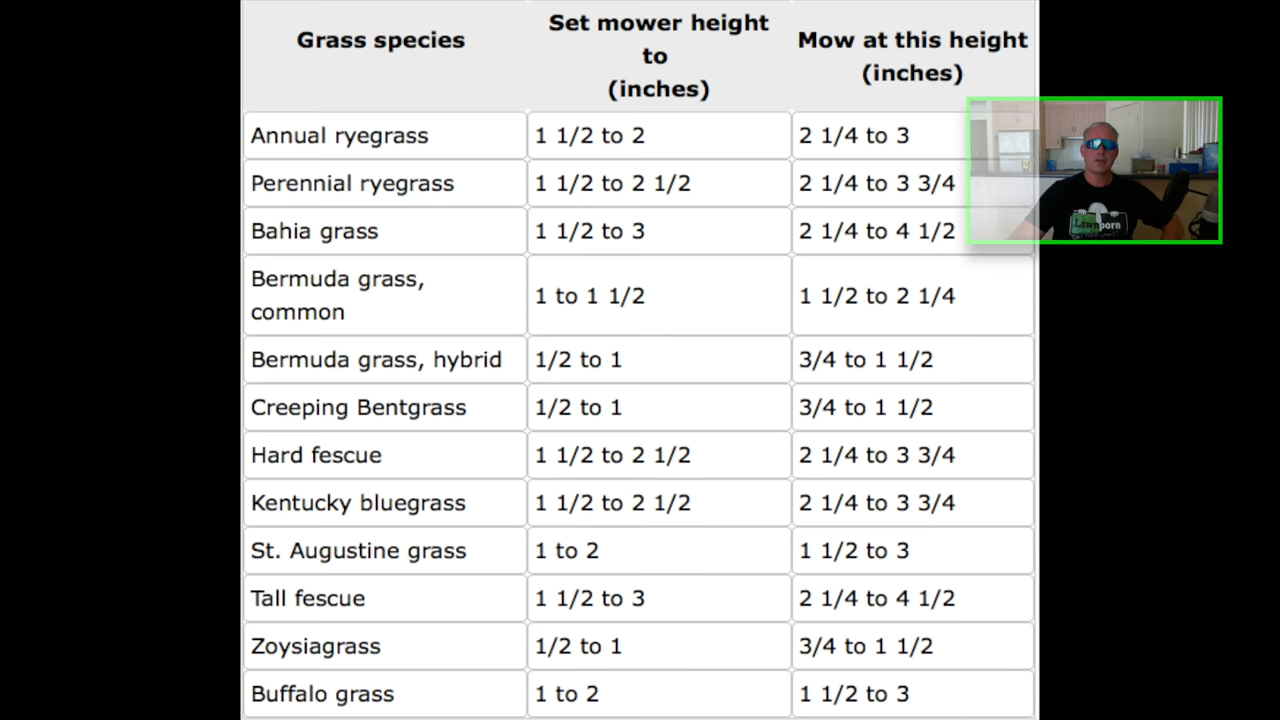 Grass species
Set mower height
to
(inches)
Mow at this height
(inches)
Annual ryegrass
1 1/2 to 2
2 1/4 to 3
Perennial ryegrass
1 1/2 to 2 1/2
2 1/4 to 3 3/4
Bahia grass
1 1/2 to 3
2 1/4 to 4 1/2
Bermuda grass,
common
1 to 1 1/2
1 1/2 to 2 1/4
Bermuda grass, hybrid
1/2 to 1
3/4 to 1 1/2
Creeping Bentgrass
1/2 to 1
3/4 to 1 1/2
Hard fescue
1 1/2 to 2 1/2
2 1/4 to 3 3/4
Kentucky bluegrass
1 1/2 to 2 1/2
2 1/4 to 3 3/4
St. Augustine grass
1 to 2
1 1/2 to 3
Tall fescue
1 1/2 to 3
2 1/4 to 4 1/2
Zoysiagrass
1/2 to 1
3/4 to 1 1/2
Buffalo grass
1 to 2
1 1/2 to 3
Lawnporn